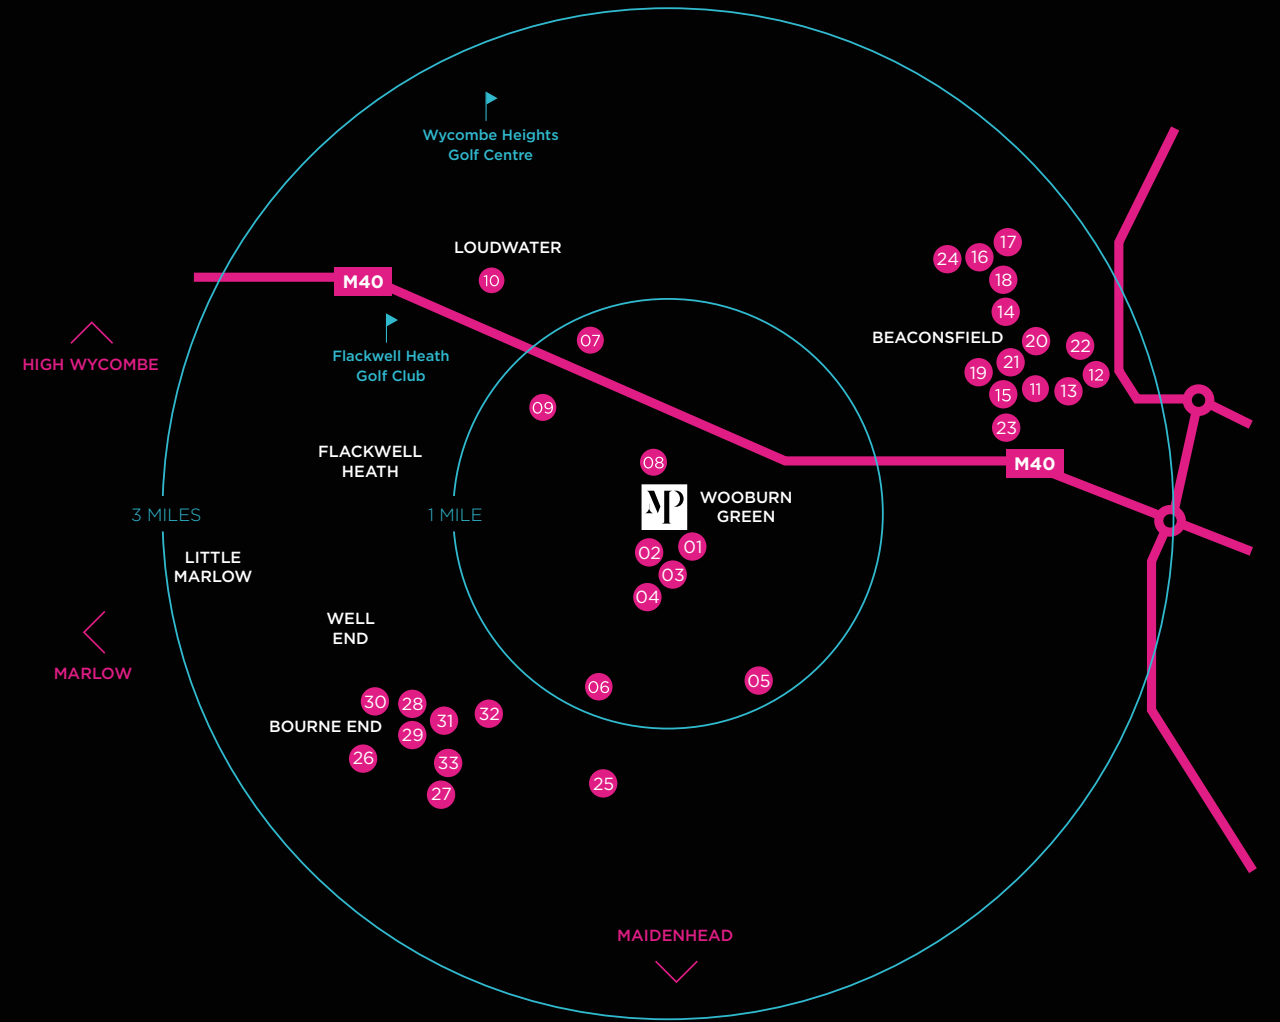 Wycombe Heights
Golf Centre
17
24
16
LOUDWATER
18
10
M40
14
07
BEACONSFIELD
20
22
Flackwell Heath
Golf Club
HIGH WYCOMBE
21
19
12
11
13
15
09
23
FLACKWELL
HEATH
08
M40
MP
WOOBURN
GREEN
3 MILES
1 MILE
01
02
LITTLE
MARLOW
03
04
WELL
END
MARLOW
05
06
30
28
32
31
BOURNE END
29
26
33
25
27
MAIDENHEAD